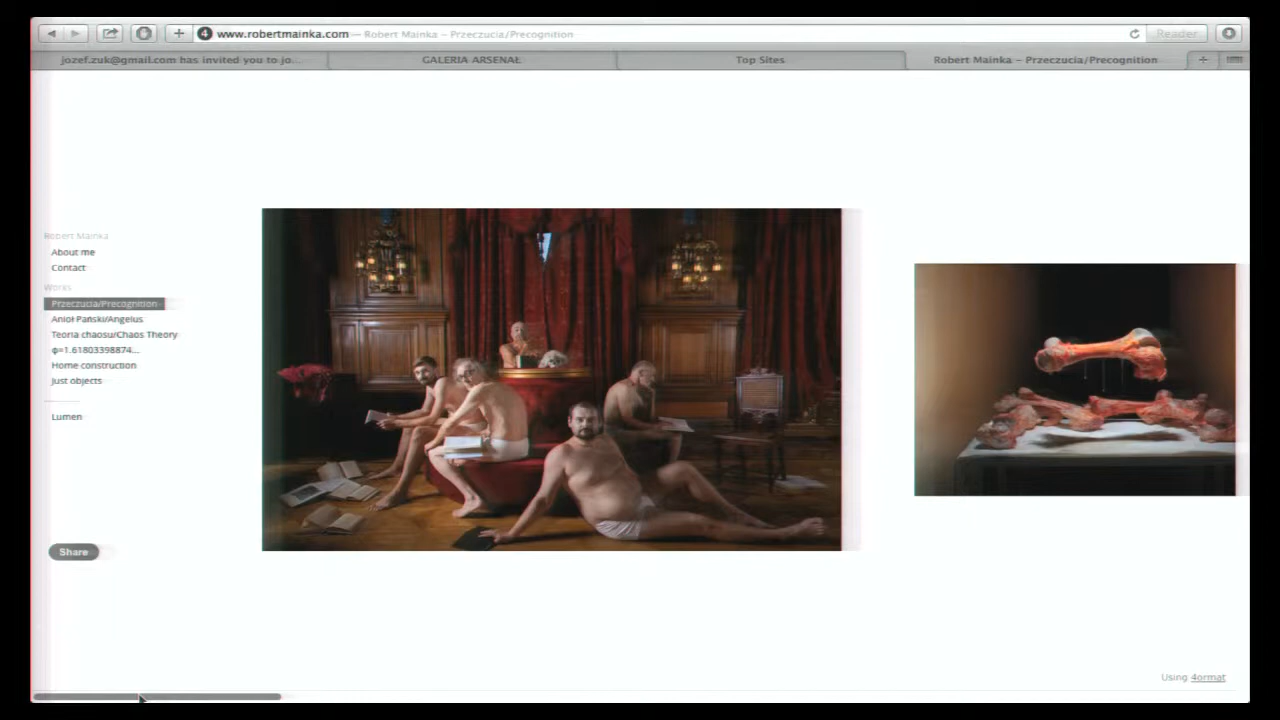 4 www.robertmainka.com — Robert Mainka – Przeczucia/Precognition Reader
jozef.zuk@gmail.com has invited you to jo... GALERIA ARSENAŁ Top Sites Robert Mainka – Przeczucia/Precognition
Robert Mainka
About me
Contact
Works
Przeczucia/Precognition
Anioł Pański/Angelus
Teoria chaosu/Chaos Theory
φ=1.61803398874...
Home construction
Just objects
Lumen
Share
Using 4ormat